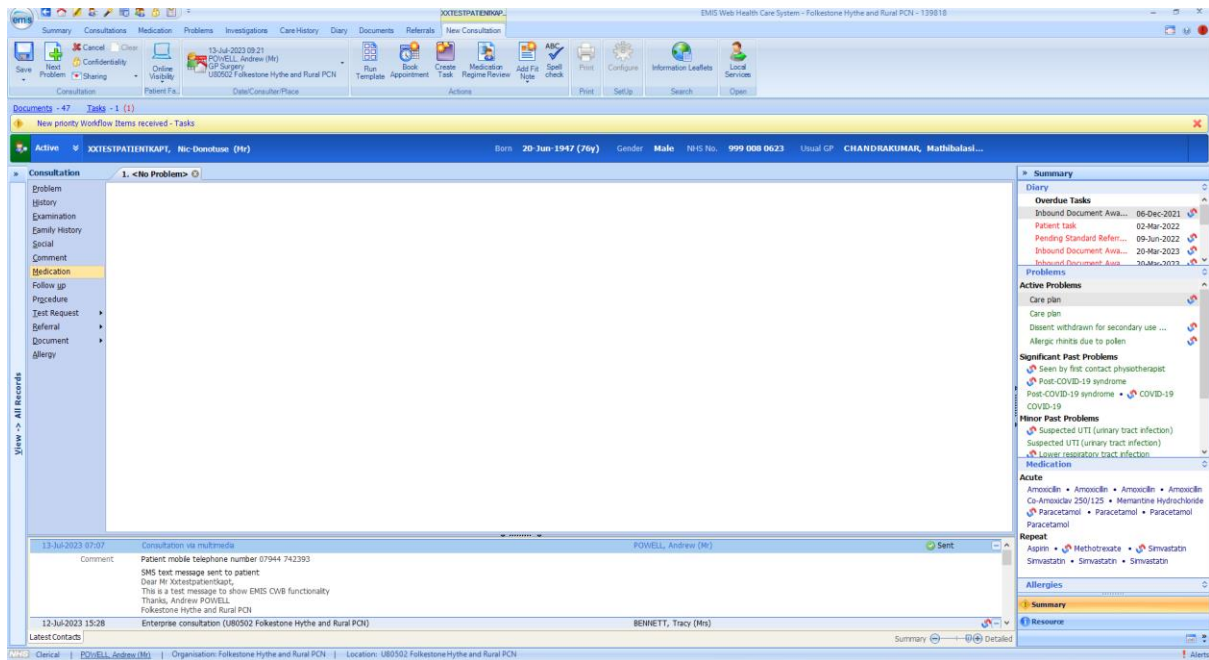 emis
XXTESTPATIENTKAP...
EMIS Web Health Care System - Folkestone Hythe and Rural PCN - 139818
Summary Consultations Medication Problems Investigations Care History Diary Documents Referrals New Consultation
Save
Next Problem
Cancel
Clear
Confidentiality
Sharing
Online Visibility
13-Jul-2023 09:21
POWELL, Andrew (Mr)
GP Surgery
U80502 Folkestone Hythe and Rural PCN
Run Template
Book Appointment
Create Task
Medication Regime Review
Add Fit Note
ABC
Spell check
Print
Configure
Information Leaflets
Local Services
Consultation
Patient Fa...
Date/Consulter/Place
Actions
Print
SetUp
Search
Open
Documents - 47 Tasks - 1 (1)
New priority Workflow Items received - Tasks
Active XXTESTPATIENTKAPT, Nic-Donotuse (Mr) Born 20-Jun-1947 (76y) Gender Male NHS No. 999 008 0623 Usual GP CHANDRAKUMAR, Mathibalasi...
Consultation
1. <No Problem>
Problem
History
Examination
Family History
Social
Comment
Medication
Follow up
Procedure
Test Request
Referral
Document
Allergy
View -> All Records
13-Jul-2023 07:07 Consultation via multimedia POWELL, Andrew (Mr) Sent
Comment Patient mobile telephone number 07944 742393
SMS text message sent to patient
Dear Mr Xxtestpatientkapt,
This is a test message to show EMIS CWB functionality
Thanks, Andrew POWELL
Folkestone Hythe and Rural PCN
12-Jul-2023 15:28 Enterprise consultation (U80502 Folkestone Hythe and Rural PCN) BENNETT, Tracy (Mrs)
Latest Contacts
Summary Detailed
» Summary
Diary
Overdue Tasks
Inbound Document Awa... 06-Dec-2021
Patient task 02-Mar-2022
Pending Standard Referr... 09-Jun-2022
Inbound Document Awa... 20-Mar-2023
Inbound Document Awa... 20-Mar-2023
Problems
Active Problems
Care plan
Care plan
Dissent withdrawn for secondary use ...
Allergic rhinitis due to pollen
Significant Past Problems
Seen by first contact physiotherapist
Post-COVID-19 syndrome
Post-COVID-19 syndrome • COVID-19
COVID-19
Minor Past Problems
Suspected UTI (urinary tract infection)
Suspected UTI (urinary tract infection)
Lower respiratory tract infection
Medication
Acute
Amoxicillin • Amoxicillin • Amoxicillin • Amoxicillin
Co-Amoxiclav 250/125 • Memantine Hydrochloride
Paracetamol • Paracetamol • Paracetamol
Paracetamol
Repeat
Aspirin • Methotrexate • Simvastatin
Simvastatin • Simvastatin • Simvastatin
Allergies
Summary
Resource
Clerical | POWELL, Andrew (Mr) | Organisation: Folkestone Hythe and Rural PCN | Location: U80502 Folkestone Hythe and Rural PCN
Alerts